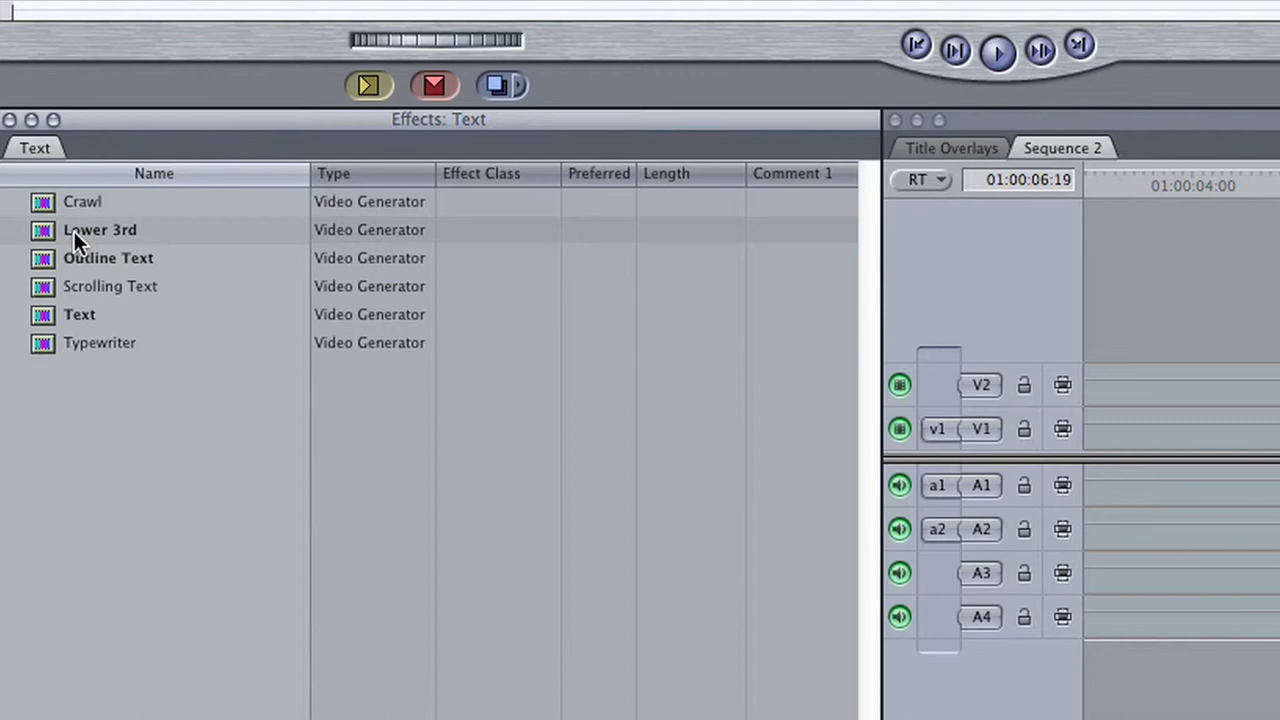 Effects: Text
Text
Name Type Effect Class Preferred Length Comment 1
Crawl Video Generator
Lower 3rd Video Generator
Outline Text Video Generator
Scrolling Text Video Generator
Text Video Generator
Typewriter Video Generator
Title Overlays Sequence 2
RT 01:00:06:19 01:00:04:00
V2
v1 V1
a1 A1
a2 A2
A3
A4